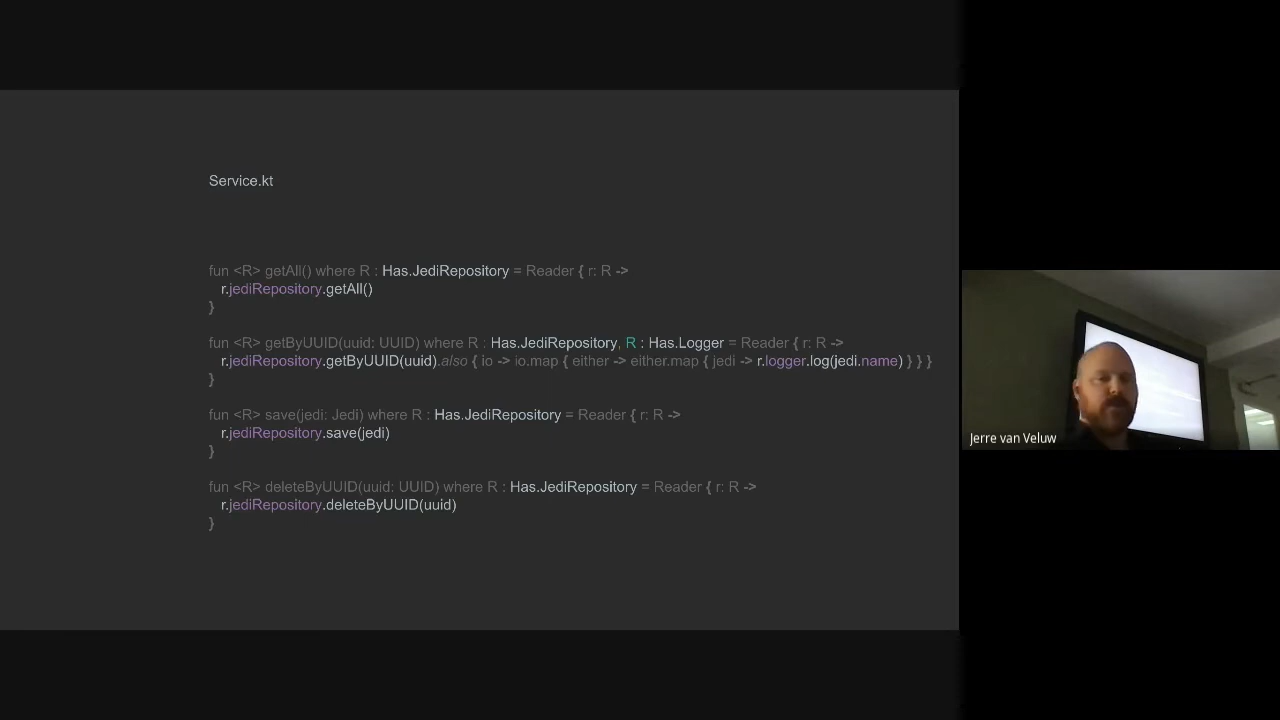 Service.kt
fun <R> getAll() where R : Has.JediRepository = Reader { r: R ->
r.jediRepository.getAll()
}
fun <R> getByUUID(uuid: UUID) where R : Has.JediRepository, R : Has.Logger = Reader { r: R ->
r.jediRepository.getByUUID(uuid).also { io -> io.map { either -> either.map { jedi -> r.logger.log(jedi.name) } } }
}
fun <R> save(jedi: Jedi) where R : Has.JediRepository = Reader { r: R ->
r.jediRepository.save(jedi)
}
fun <R> deleteByUUID(uuid: UUID) where R : Has.JediRepository = Reader { r: R ->
r.jediRepository.deleteByUUID(uuid)
}
Jerre van Veluw